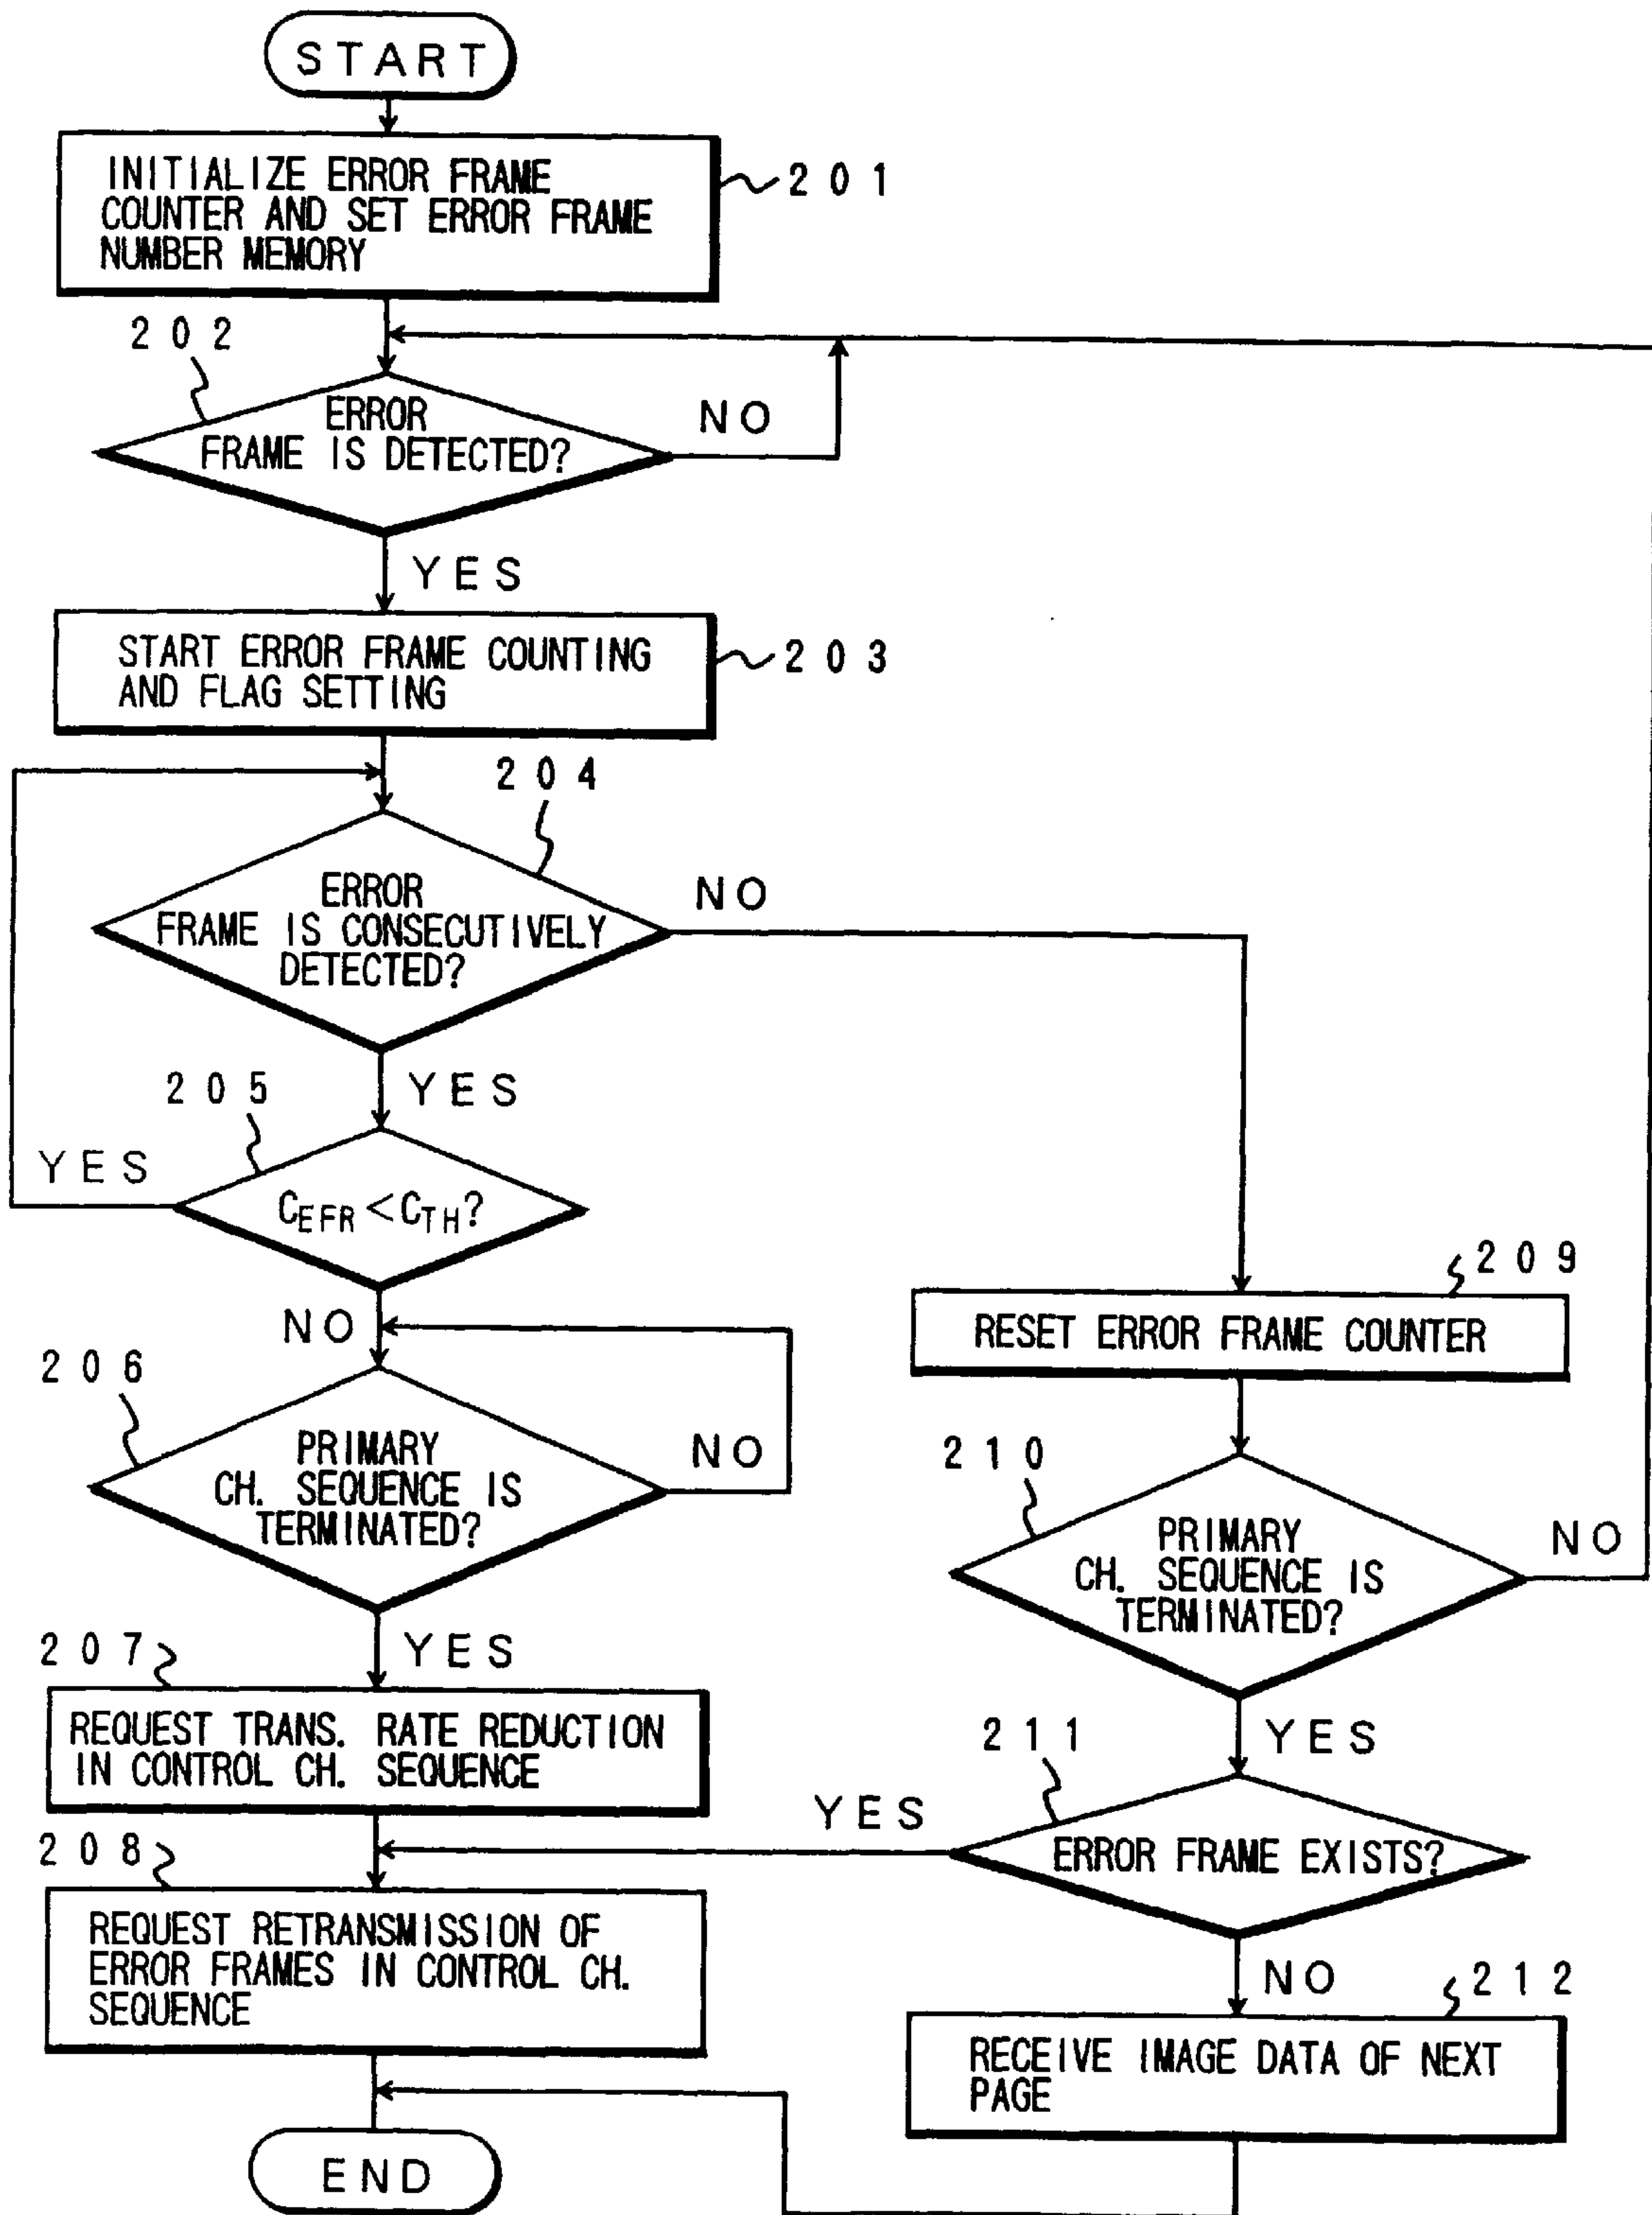 START
INITIALIZE ERROR FRAME
COUNTER AND SET ERROR FRAME
NUMBER MEMORY
201
202
ERROR
FRAME IS DETECTED?
NO
YES
START ERROR FRAME COUNTING
AND FLAG SETTING
203
204
ERROR
FRAME IS CONSECUTIVELY
DETECTED?
NO
YES
205
YES
CEFR<CTH?
NO
206
PRIMARY
CH. SEQUENCE IS
TERMINATED?
NO
YES
207
REQUEST TRANS. RATE REDUCTION
IN CONTROL CH. SEQUENCE
208
REQUEST RETRANSMISSION OF
ERROR FRAMES IN CONTROL CH.
SEQUENCE
END
209
RESET ERROR FRAME COUNTER
210
PRIMARY
CH. SEQUENCE IS
TERMINATED?
NO
YES
211
YES
ERROR FRAME EXISTS?
NO
212
RECEIVE IMAGE DATA OF NEXT
PAGE